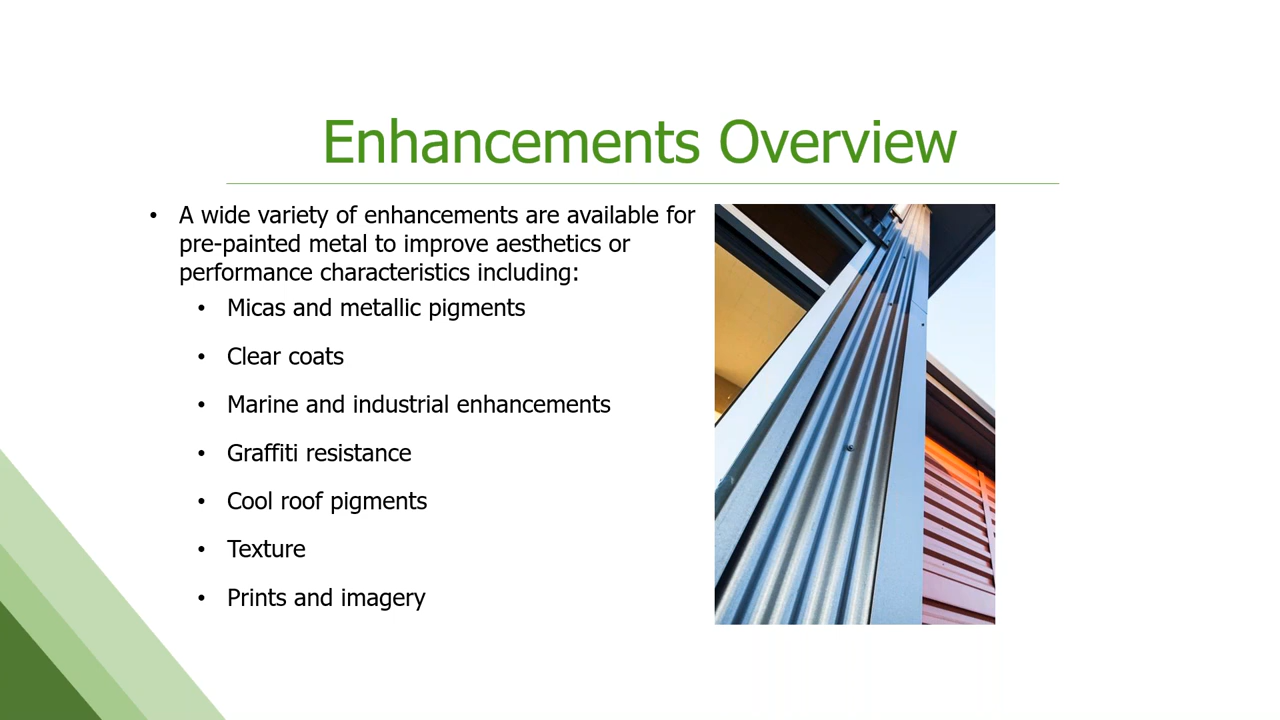 Enhancements Overview
• A wide variety of enhancements are available for
pre-painted metal to improve aesthetics or
performance characteristics including:
• Micas and metallic pigments
• Clear coats
• Marine and industrial enhancements
• Graffiti resistance
• Cool roof pigments
• Texture
• Prints and imagery